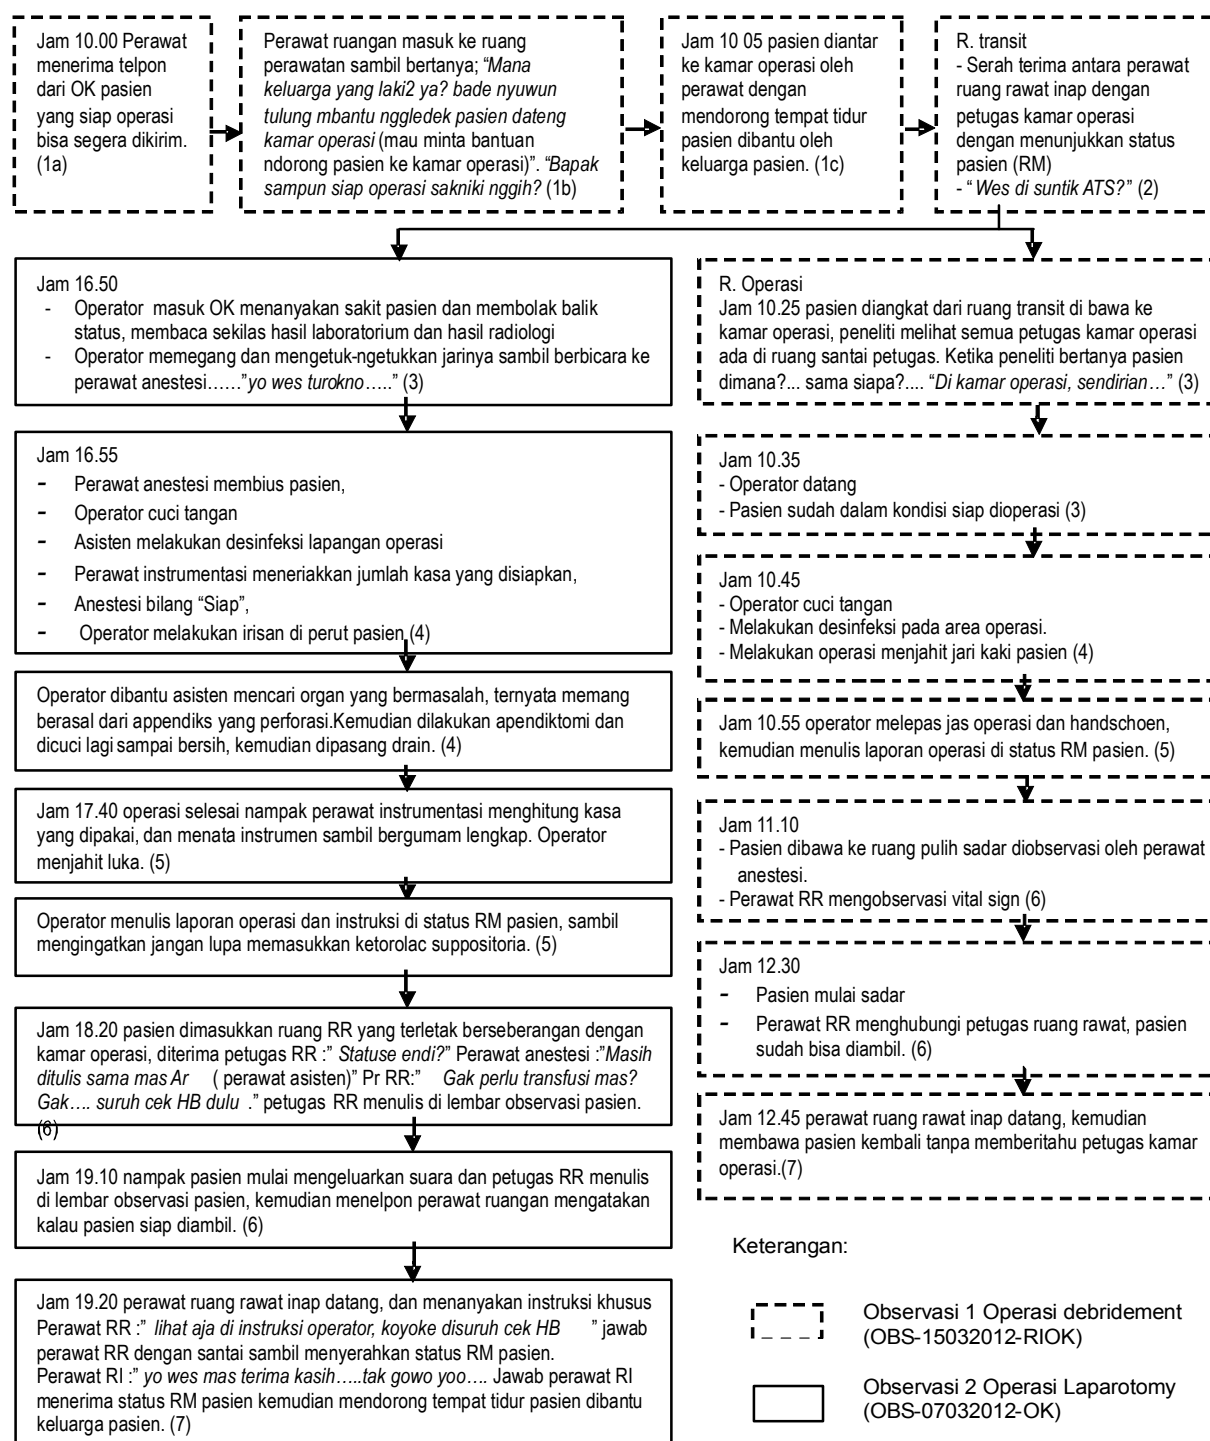 Jam 10.00 Perawat
menerima telpon
dari OK pasien
yang siap operasi
bisa segera dikirim.
(1a)
Perawat ruangan masuk ke ruang
perawatan sambil bertanya; “Mana
keluarga yang laki2 ya? bade nyuwun
tulung mbantu nggledek pasien dateng
kamar operasi (mau minta bantuan
ndorong pasien ke kamar operasi)”. “Bapak
sampun siap operasi sakniki nggih? (1b)
Jam 10 05 pasien diantar
ke kamar operasi oleh
perawat dengan
mendorong tempat tidur
pasien dibantu oleh
keluarga pasien. (1c)
R. transit
- Serah terima antara perawat
ruang rawat inap dengan
petugas kamar operasi
dengan menunjukkan status
pasien (RM)
- “Wes di suntik ATS?” (2)
Jam 16.50
- Operator masuk OK menanyakan sakit pasien dan membolak balik
status, membaca sekilas hasil laboratorium dan hasil radiologi
- Operator memegang dan mengetuk-ngetukkan jarinya sambil berbicara ke
perawat anestesi……”yo wes turokno…..” (3)
Jam 16.55
- Perawat anestesi membius pasien,
- Operator cuci tangan
- Asisten melakukan desinfeksi lapangan operasi
- Perawat instrumentasi meneriakkan jumlah kasa yang disiapkan,
- Anestesi bilang “Siap”,
- Operator melakukan irisan di perut pasien (4)
Operator dibantu asisten mencari organ yang bermasalah, ternyata memang
berasal dari appendiks yang perforasi.Kemudian dilakukan apendiktomi dan
dicuci lagi sampai bersih, kemudian dipasang drain. (4)
Jam 17.40 operasi selesai nampak perawat instrumentasi menghitung kasa
yang dipakai, dan menata instrumen sambil bergumam lengkap. Operator
menjahit luka. (5)
Operator menulis laporan operasi dan instruksi di status RM pasien, sambil
mengingatkan jangan lupa memasukkan ketorolac suppositoria. (5)
Jam 18.20 pasien dimasukkan ruang RR yang terletak berseberangan dengan
kamar operasi, diterima petugas RR :” Statuse endi?” Perawat anestesi :”Masih
ditulis sama mas Ar ( perawat asisten)” Pr RR:” Gak perlu transfusi mas?
Gak…. suruh cek HB dulu .” petugas RR menulis di lembar observasi pasien.
(6)
Jam 19.10 nampak pasien mulai mengeluarkan suara dan petugas RR menulis
di lembar observasi pasien, kemudian menelpon perawat ruangan mengatakan
kalau pasien siap diambil. (6)
Jam 19.20 perawat ruang rawat inap datang, dan menanyakan instruksi khusus
Perawat RR :” lihat aja di instruksi operator, koyoke disuruh cek HB ” jawab
perawat RR dengan santai sambil menyerahkan status RM pasien.
Perawat RI :” yo wes mas terima kasih…..tak gowo yoo…. Jawab perawat RI
menerima status RM pasien kemudian mendorong tempat tidur pasien dibantu
keluarga pasien. (7)
R. Operasi
Jam 10.25 pasien diangkat dari ruang transit di bawa ke
kamar operasi, peneliti melihat semua petugas kamar operasi
ada di ruang santai petugas. Ketika peneliti bertanya pasien
dimana?... sama siapa?.... “Di kamar operasi, sendirian…” (3)
Jam 10.35
- Operator datang
- Pasien sudah dalam kondisi siap dioperasi (3)
Jam 10.45
- Operator cuci tangan
- Melakukan desinfeksi pada area operasi.
- Melakukan operasi menjahit jari kaki pasien (4)
Jam 10.55 operator melepas jas operasi dan handschoen,
kemudian menulis laporan operasi di status RM pasien. (5)
Jam 11.10
- Pasien dibawa ke ruang pulih sadar diobservasi oleh perawat
anestesi.
- Perawat RR mengobservasi vital sign (6)
Jam 12.30
- Pasien mulai sadar
- Perawat RR menghubungi petugas ruang rawat, pasien
sudah bisa diambil. (6)
Jam 12.45 perawat ruang rawat inap datang, kemudian
membawa pasien kembali tanpa memberitahu petugas kamar
operasi.(7)
Keterangan:
Observasi 1 Operasi debridement
(OBS-15032012-RIOK)
Observasi 2 Operasi Laparotomy
(OBS-07032012-OK)